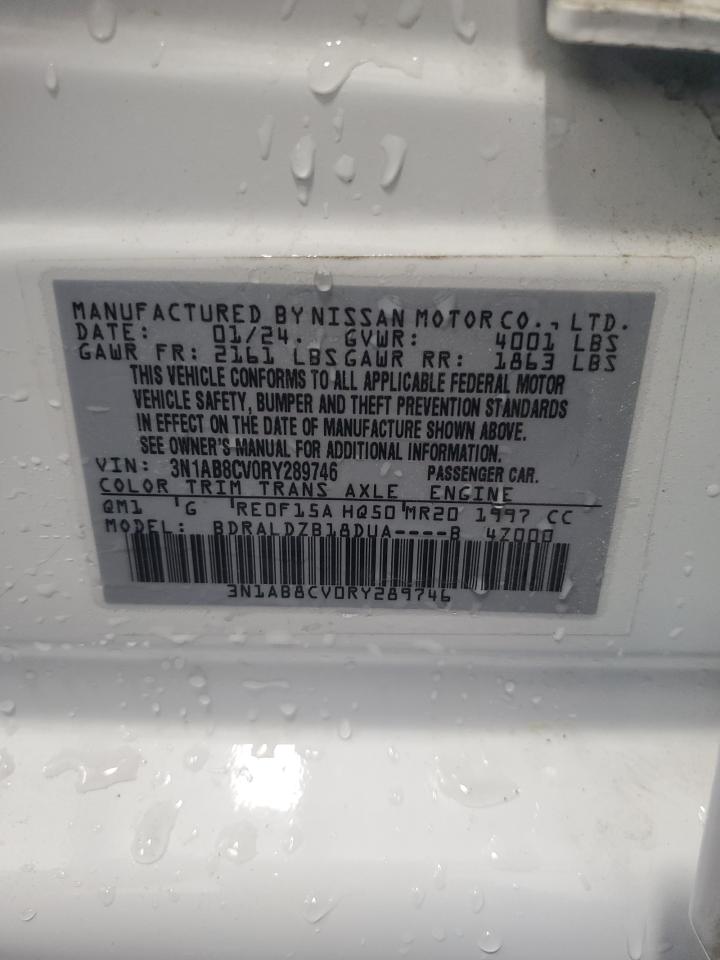 MANUFACTURED BY NISSAN MOTOR CO., LTD.
DATE: 01/24. GVWR: 4001 LBS
GAWR FR: 2161 LBS GAWR RR: 1863 LBS
THIS VEHICLE CONFORMS TO ALL APPLICABLE FEDERAL MOTOR
VEHICLE SAFETY, BUMPER AND THEFT PREVENTION STANDARDS
IN EFFECT ON THE DATE OF MANUFACTURE SHOWN ABOVE.
SEE OWNER'S MANUAL FOR ADDITIONAL INFORMATION.
VIN: 3N1AB8CV0RY289746 PASSENGER CAR.
COLOR TRIM TRANS AXLE ENGINE
QM1 G RE0F15A HQ50 MR20 1997 CC
MODEL: BDRALDZB18DUA----B 4Z000
3N1AB8CV0RY289746